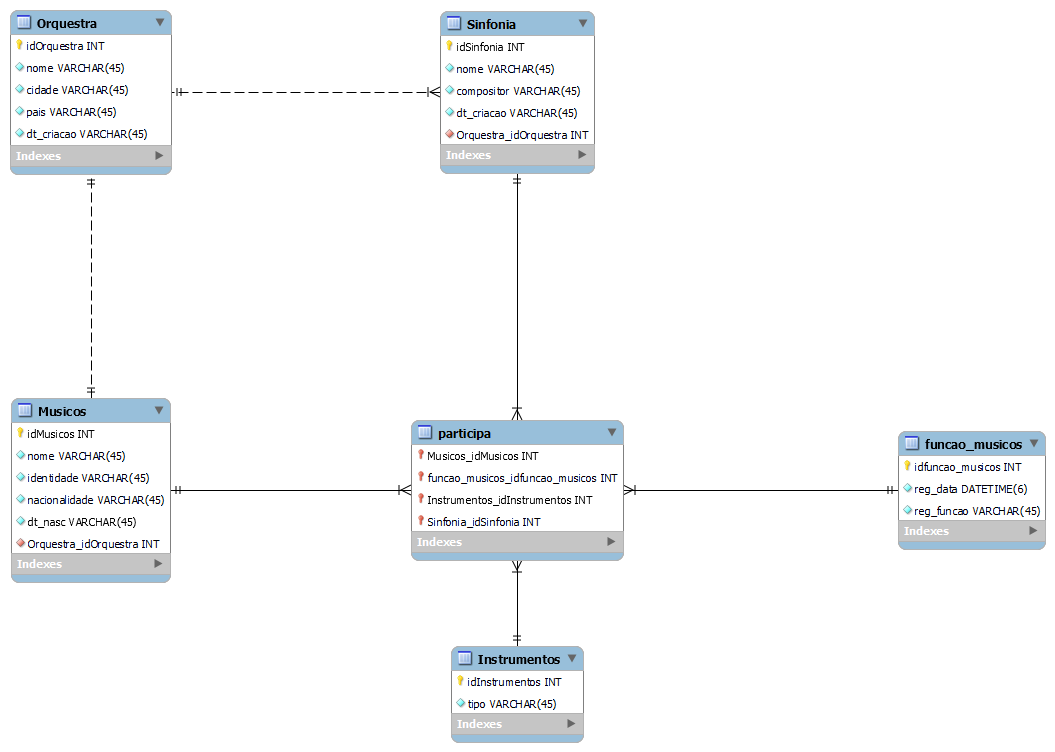 Orquestra
idOrquestra INT
nome VARCHAR(45)
cidade VARCHAR(45)
pais VARCHAR(45)
dt_criacao VARCHAR(45)
Indexes
Sinfonia
idSinfonia INT
nome VARCHAR(45)
compositor VARCHAR(45)
dt_criacao VARCHAR(45)
Orquestra_idOrquestra INT
Indexes
Musicos
idMusicos INT
nome VARCHAR(45)
identidade VARCHAR(45)
nacionalidade VARCHAR(45)
dt_nasc VARCHAR(45)
Orquestra_idOrquestra INT
Indexes
participa
Musicos_idMusicos INT
funcao_musicos_idfuncao_musicos INT
Instrumentos_idInstrumentos INT
Sinfonia_idSinfonia INT
Indexes
funcao_musicos
idfuncao_musicos INT
reg_data DATETIME(6)
reg_funcao VARCHAR(45)
Indexes
Instrumentos
idInstrumentos INT
tipo VARCHAR(45)
Indexes